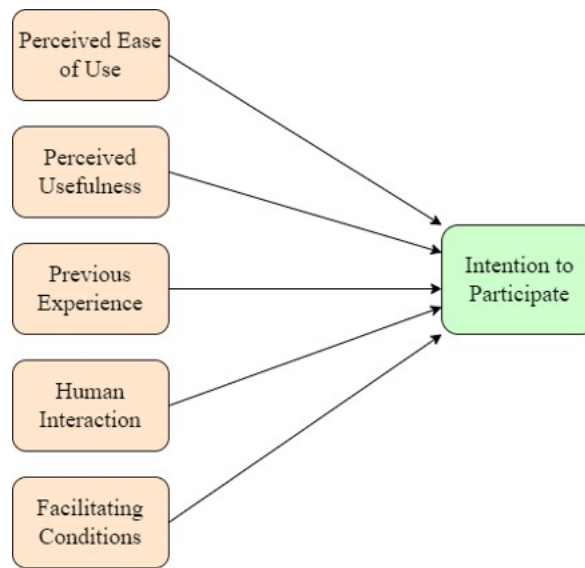 Perceived Ease
of Use
Perceived
Usefulness
Previous
Experience
Human
Interaction
Facilitating
Conditions
Intention to
Participate